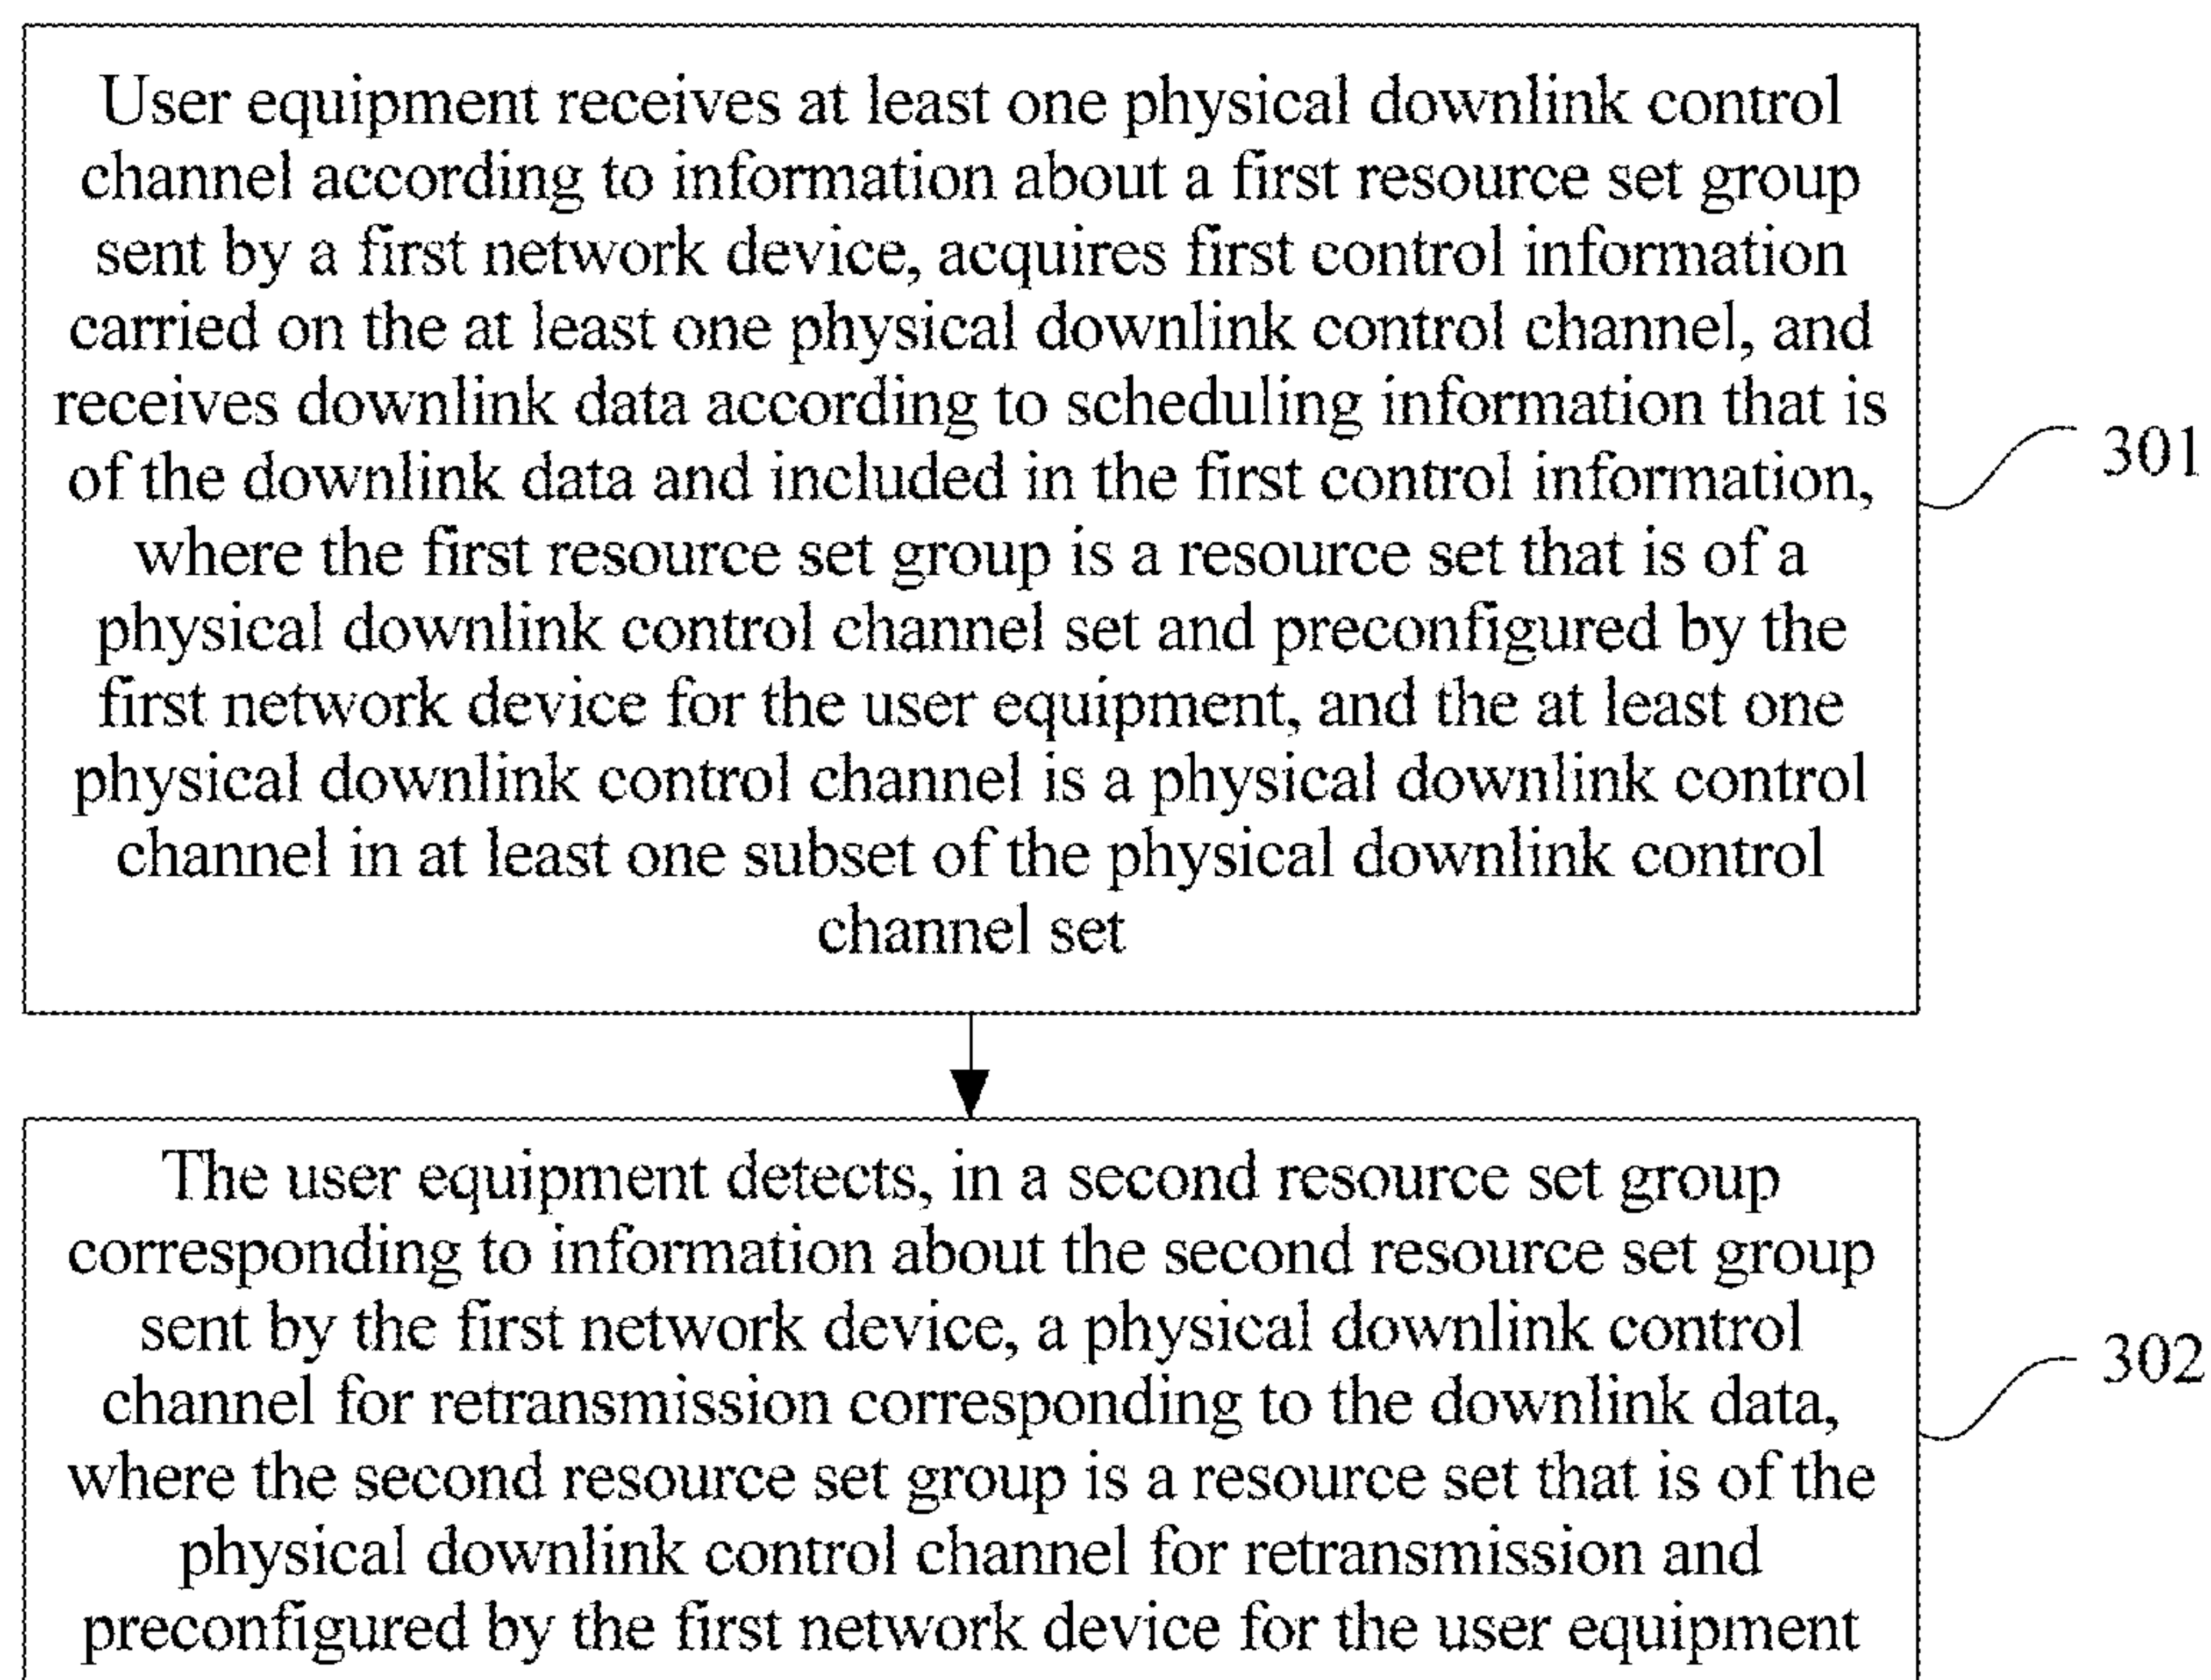 User equipment receives at least one physical downlink control
channel according to information about a first resource set group
sent by a first network device, acquires first control information
carried on the at least one physical downlink control channel, and
receives downlink data according to scheduling information that is
of the downlink data and included in the first control information,
where the first resource set group is a resource set that is of a
physical downlink control channel set and preconfigured by the
first network device for the user equipment, and the at least one
physical downlink control channel is a physical downlink control
channel in at least one subset of the physical downlink control
channel set
301
The user equipment detects, in a second resource set group
corresponding to information about the second resource set group
sent by the first network device, a physical downlink control
channel for retransmission corresponding to the downlink data,
where the second resource set group is a resource set that is of the
physical downlink control channel for retransmission and
preconfigured by the first network device for the user equipment
302